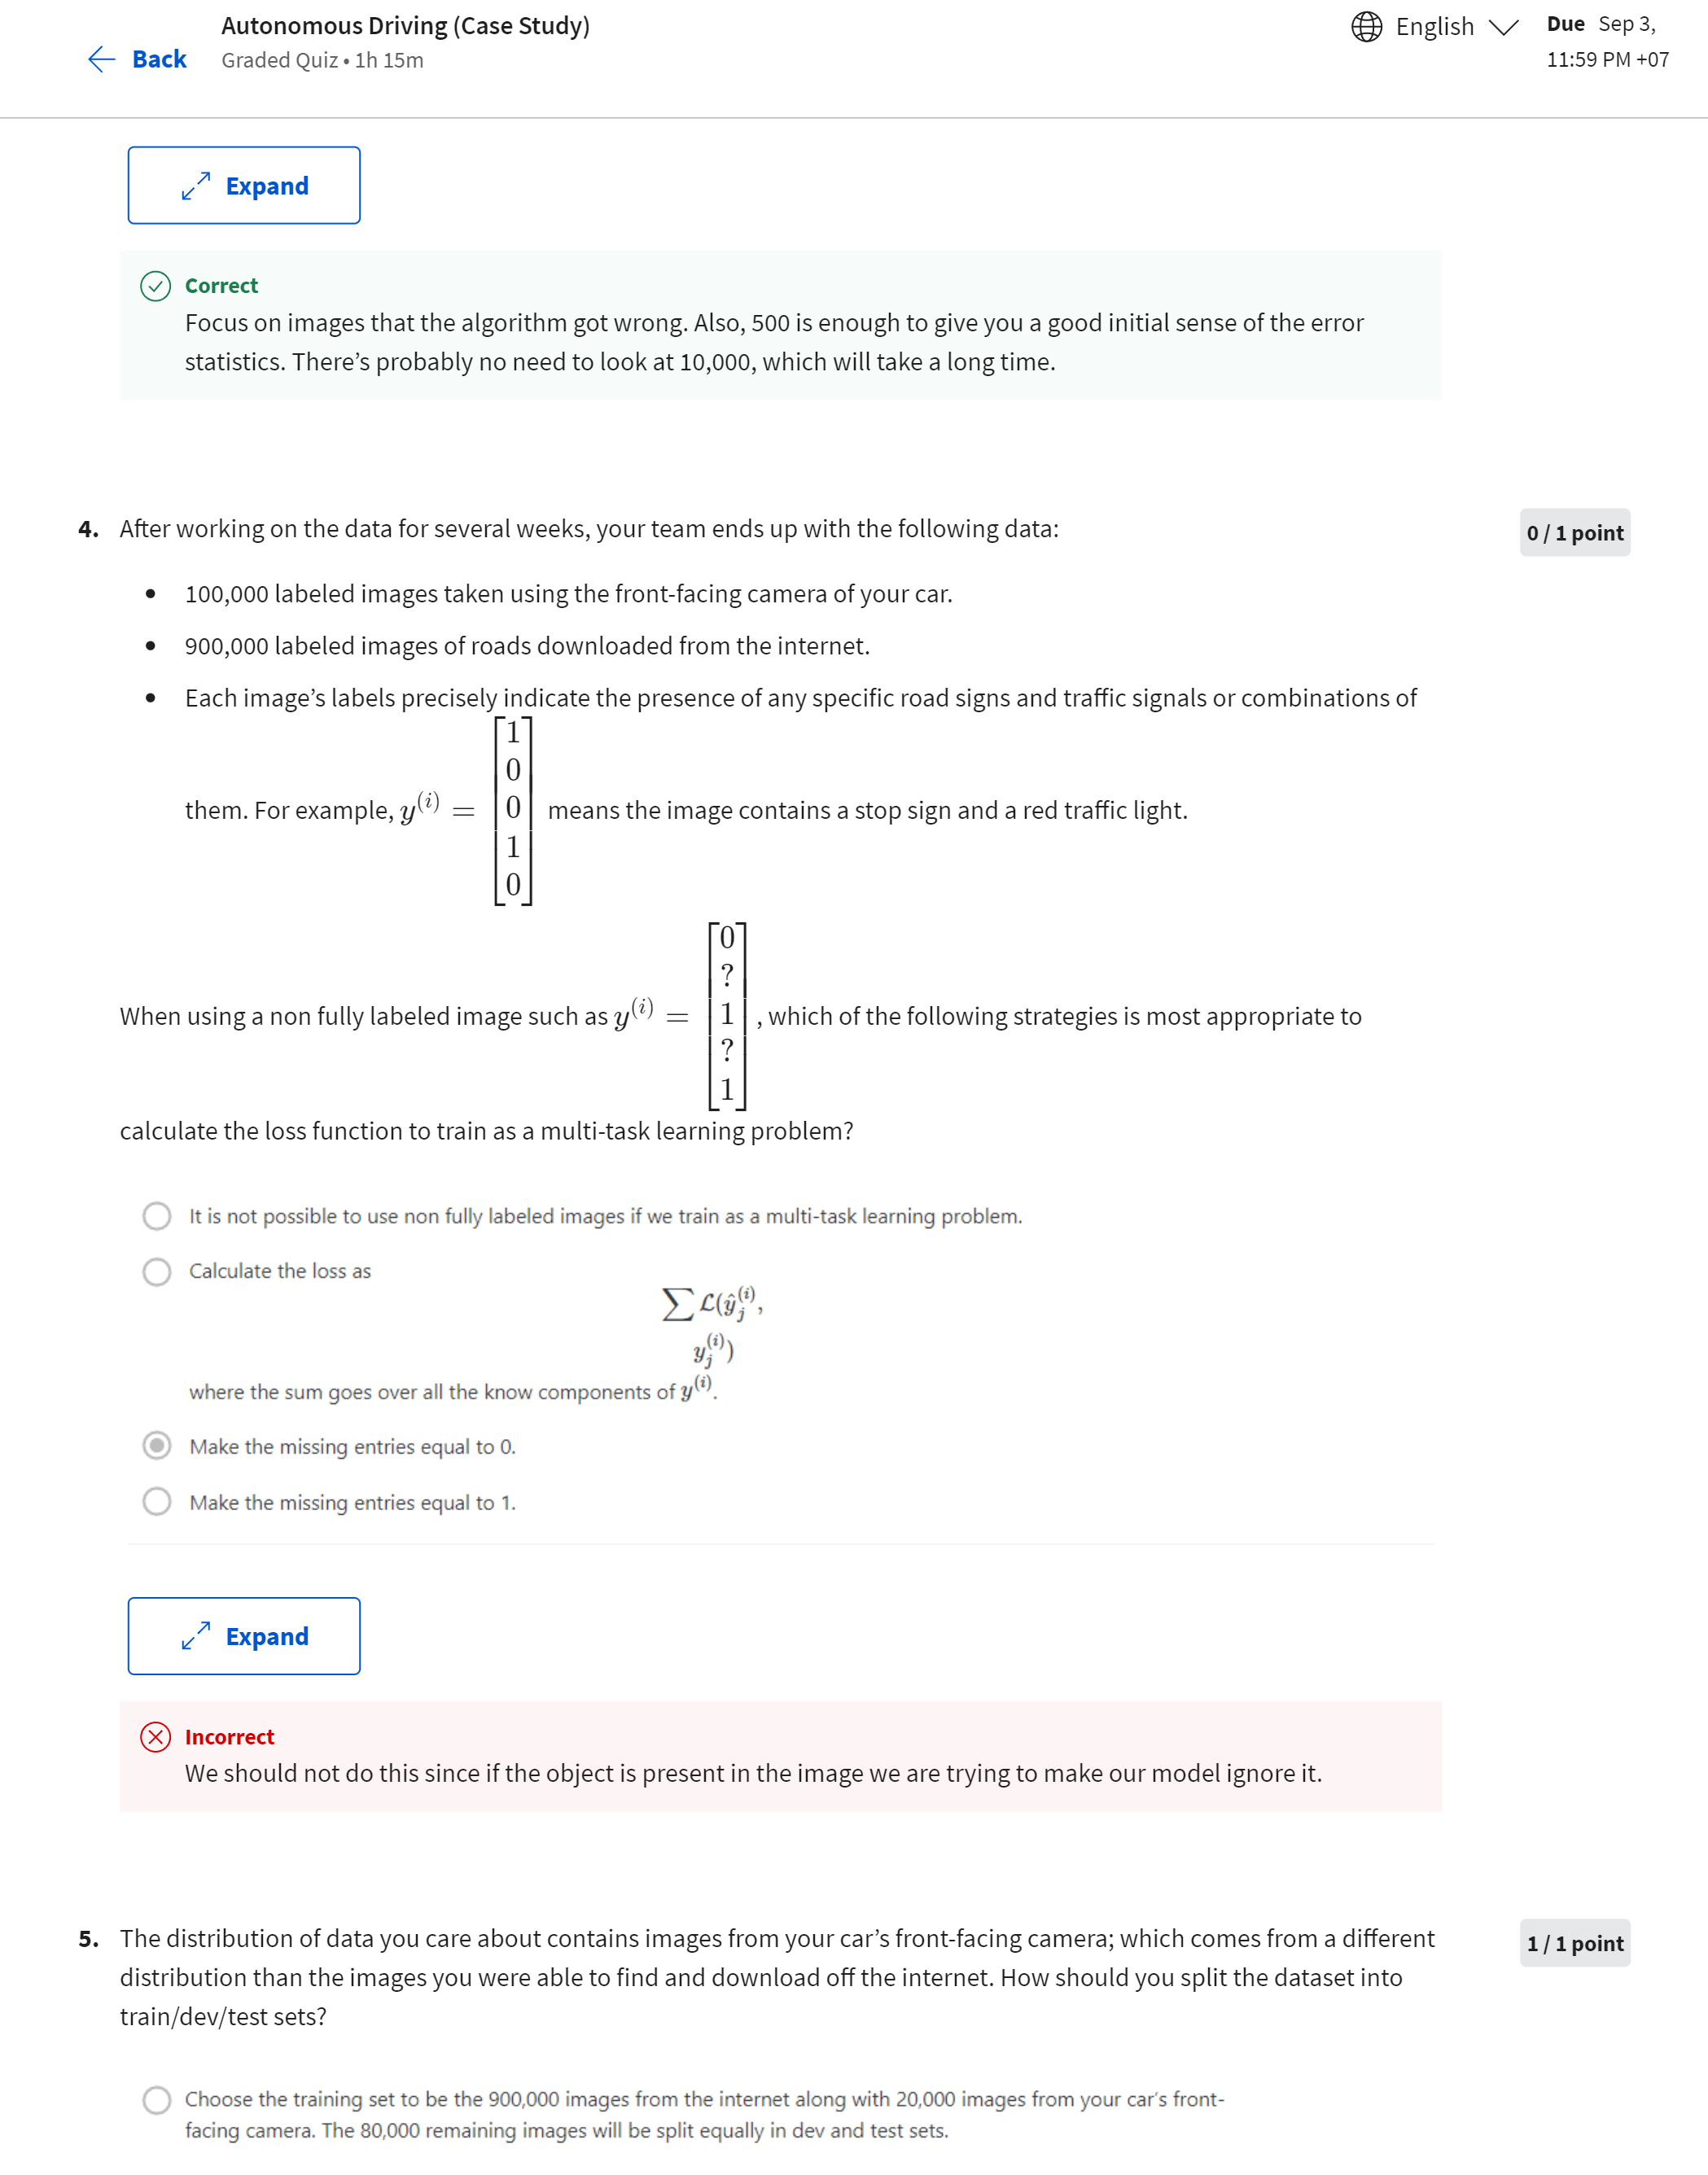 Autonomous Driving (Case Study)
Back
Graded Quiz • 1h 15m
English
Due Sep 3,
11:59 PM +07
Expand
Correct
Focus on images that the algorithm got wrong. Also, 500 is enough to give you a good initial sense of the error
statistics. There’s probably no need to look at 10,000, which will take a long time.
4. After working on the data for several weeks, your team ends up with the following data:
0 / 1 point
• 100,000 labeled images taken using the front-facing camera of your car.
• 900,000 labeled images of roads downloaded from the internet.
• Each image’s labels precisely indicate the presence of any specific road signs and traffic signals or combinations of
1
0
them. For example, y^(i) = 0 means the image contains a stop sign and a red traffic light.
1
0
0
?
When using a non fully labeled image such as y^(i) = 1 , which of the following strategies is most appropriate to
?
1
calculate the loss function to train as a multi-task learning problem?
It is not possible to use non fully labeled images if we train as a multi-task learning problem.
Calculate the loss as
∑ ℒ(ŷ_j^(i),
y_j^(i))
where the sum goes over all the know components of y^(i).
Make the missing entries equal to 0.
Make the missing entries equal to 1.
Expand
Incorrect
We should not do this since if the object is present in the image we are trying to make our model ignore it.
5. The distribution of data you care about contains images from your car’s front-facing camera; which comes from a different
1 / 1 point
distribution than the images you were able to find and download off the internet. How should you split the dataset into
train/dev/test sets?
Choose the training set to be the 900,000 images from the internet along with 20,000 images from your car’s front-
facing camera. The 80,000 remaining images will be split equally in dev and test sets.